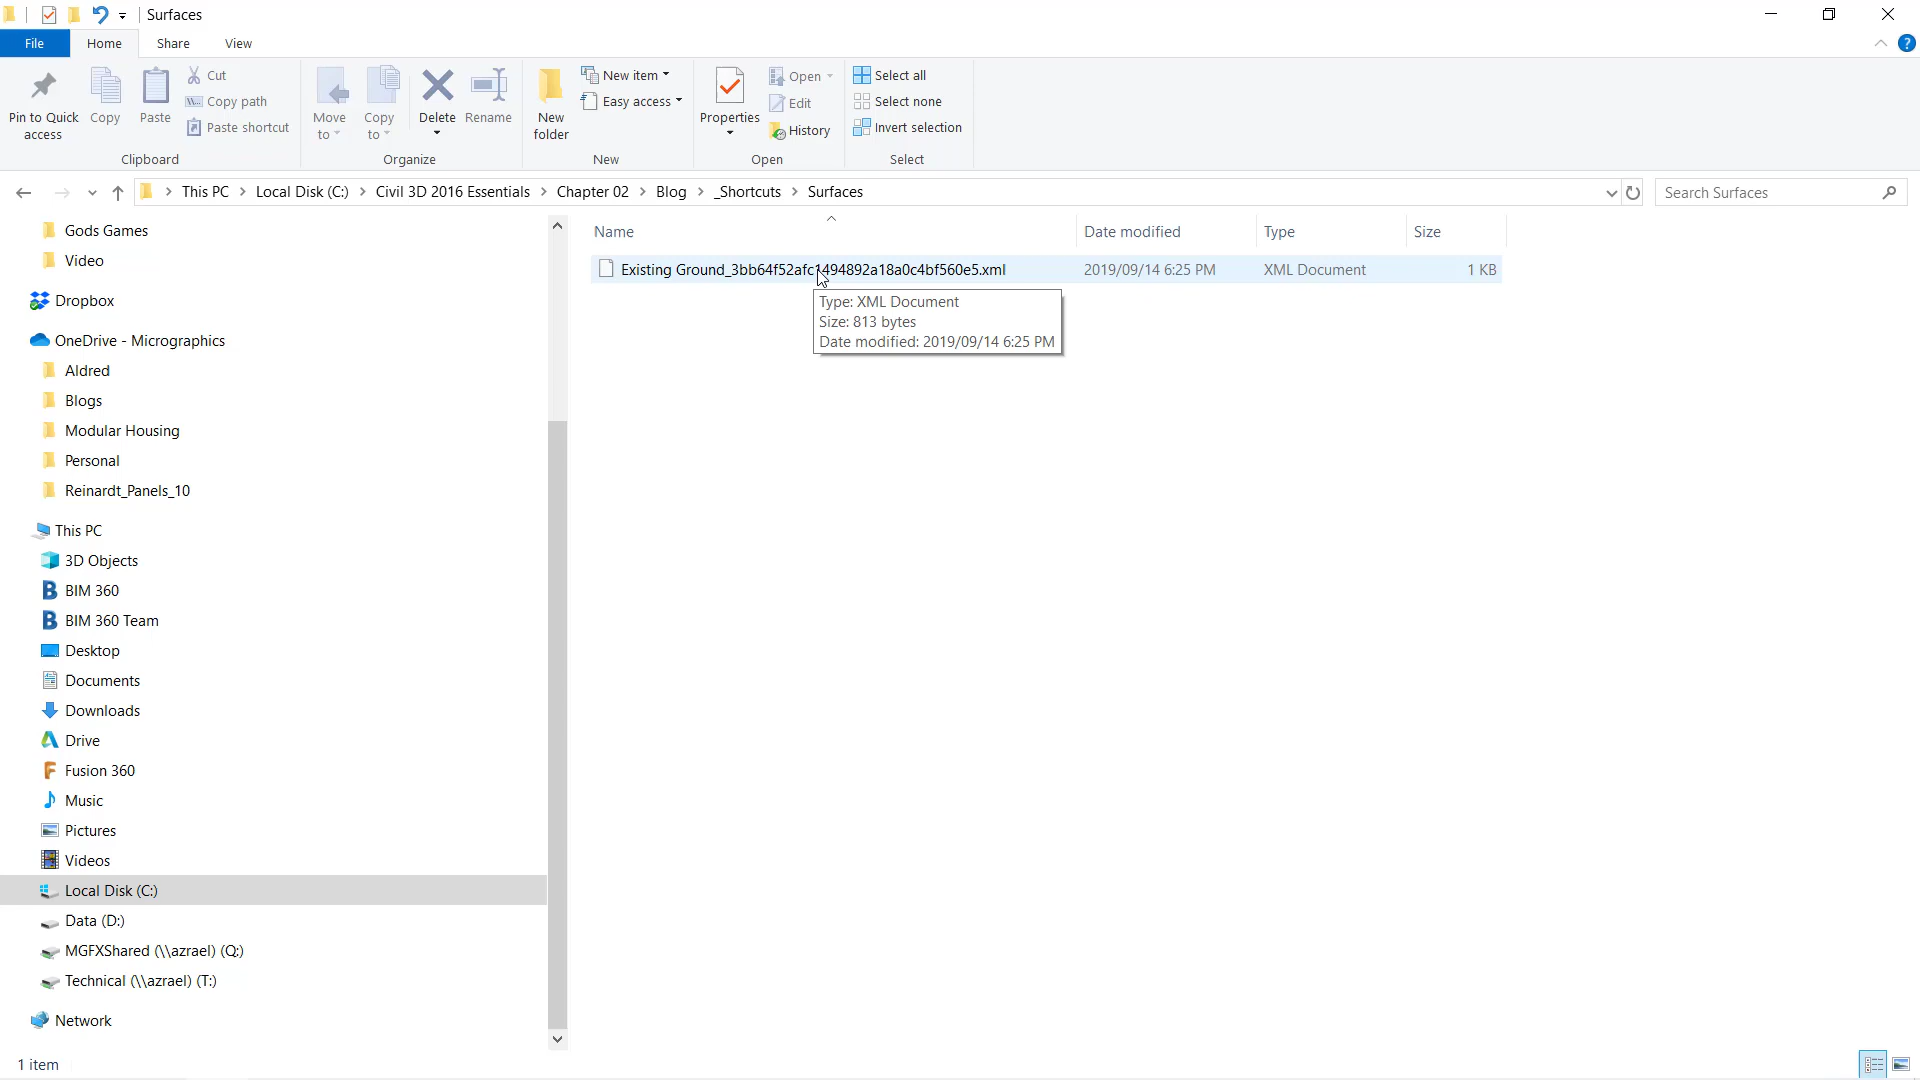 Surfaces
File Home Share View
Pin to Quick access
Copy
Paste
Cut
Copy path
Paste shortcut
Clipboard
Move to
Copy to
Delete
Rename
Organize
New folder
New item
Easy access
New
Properties
Open
Edit
History
Open
Select all
Select none
Invert selection
Select
This PC > Local Disk (C:) > Civil 3D 2016 Essentials > Chapter 02 > Blog > _Shortcuts > Surfaces
Search Surfaces
Gods Games
Video
Dropbox
OneDrive - Micrographics
Aldred
Blogs
Modular Housing
Personal
Reinardt_Panels_10
This PC
3D Objects
BIM 360
BIM 360 Team
Desktop
Documents
Downloads
Drive
Fusion 360
Music
Pictures
Videos
Local Disk (C:)
Data (D:)
MGFXShared (\\azrael) (Q:)
Technical (\\azrael) (T:)
Network
Name Date modified Type Size
Existing Ground_3bb64f52afc1494892a18a0c4bf560e5.xml 2019/09/14 6:25 PM XML Document 1 KB
Type: XML Document
Size: 813 bytes
Date modified: 2019/09/14 6:25 PM
1 item